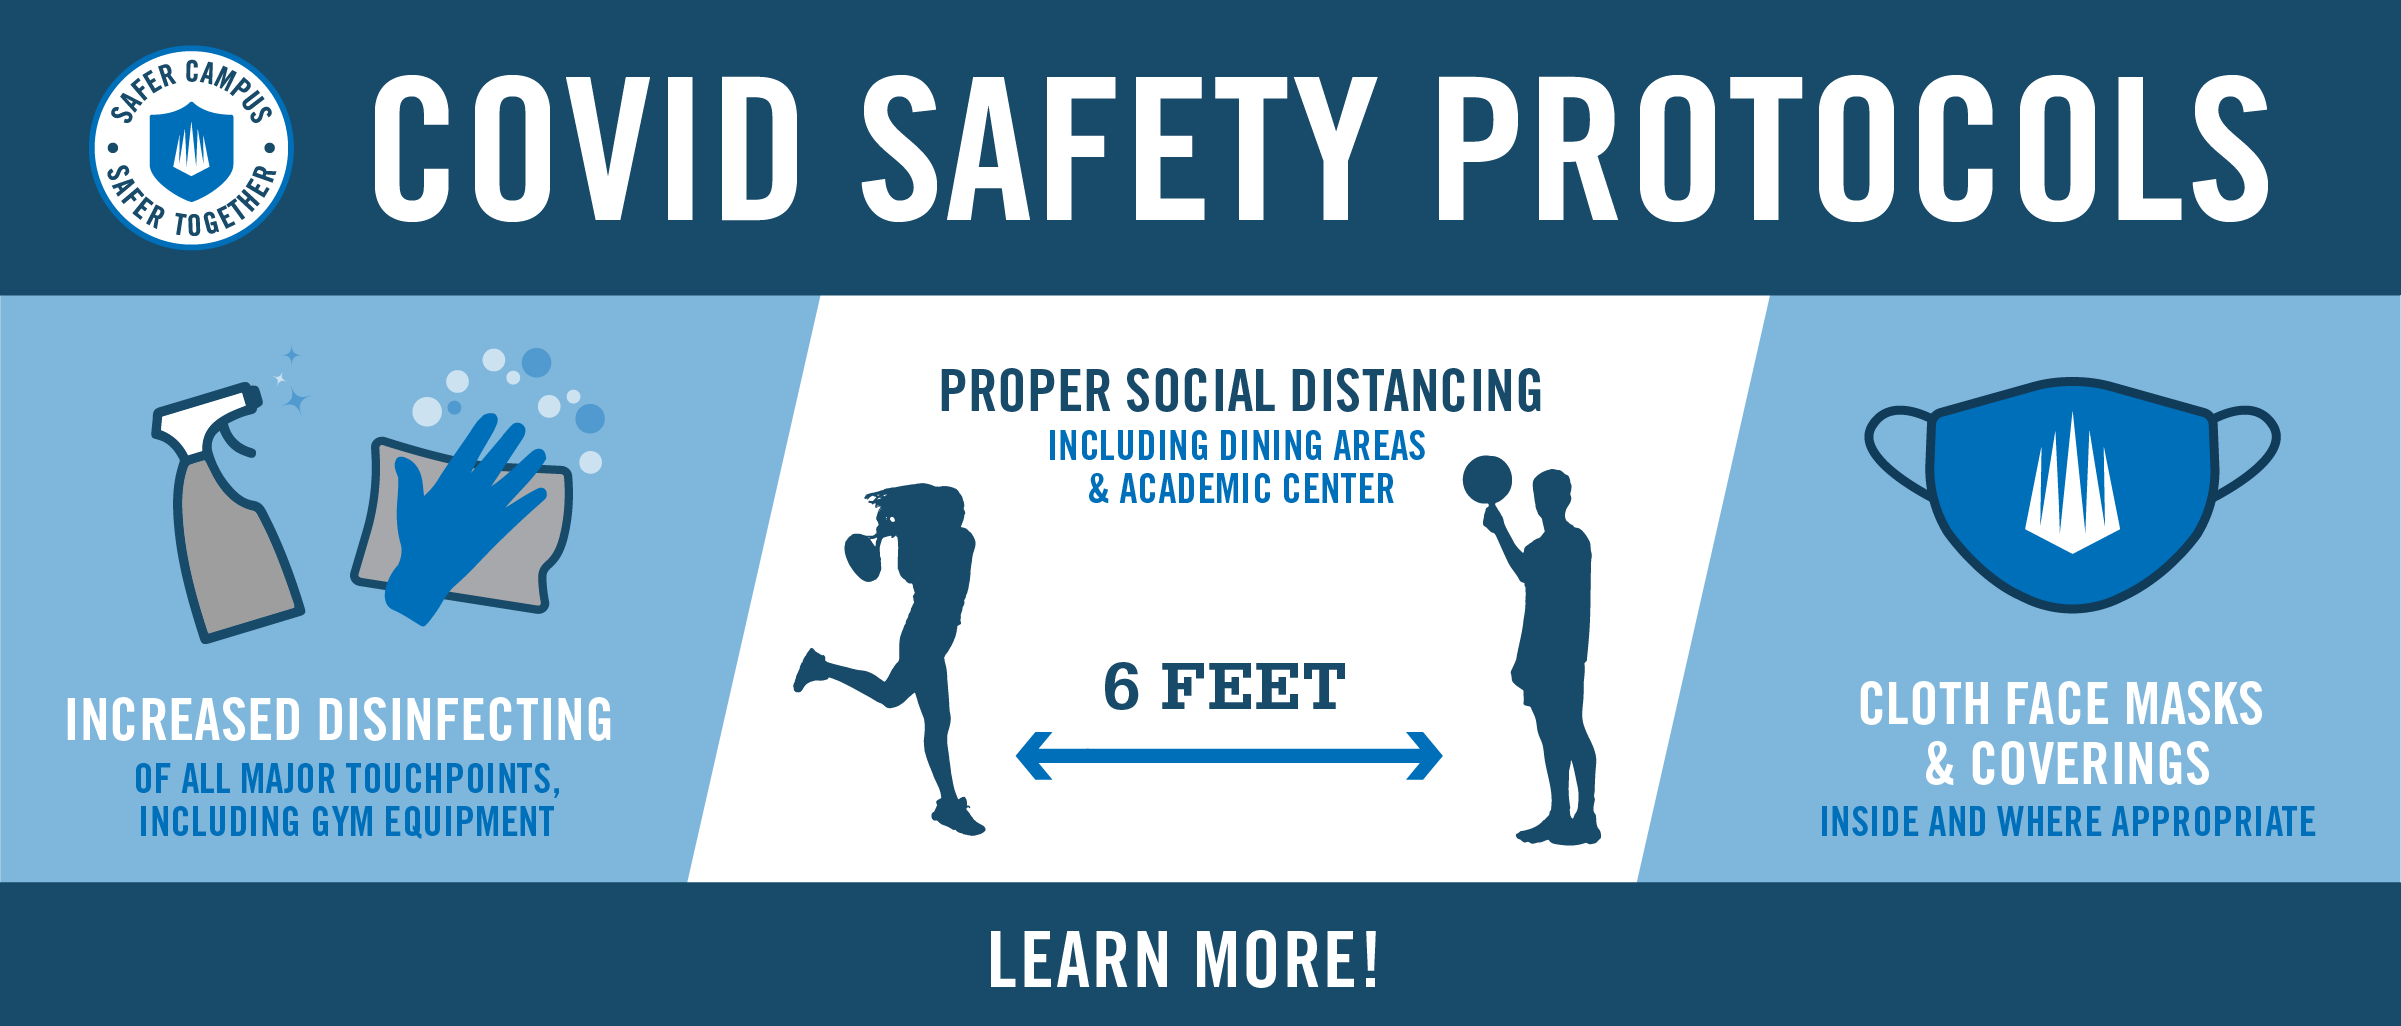 SAFER CAMPUS
SAFER TOGETHER
COVID SAFETY PROTOCOLS
INCREASED DISINFECTING
OF ALL MAJOR TOUCHPOINTS,
INCLUDING GYM EQUIPMENT
PROPER SOCIAL DISTANCING
INCLUDING DINING AREAS
& ACADEMIC CENTER
6 FEET
CLOTH FACE MASKS
& COVERINGS
INSIDE AND WHERE APPROPRIATE
LEARN MORE!